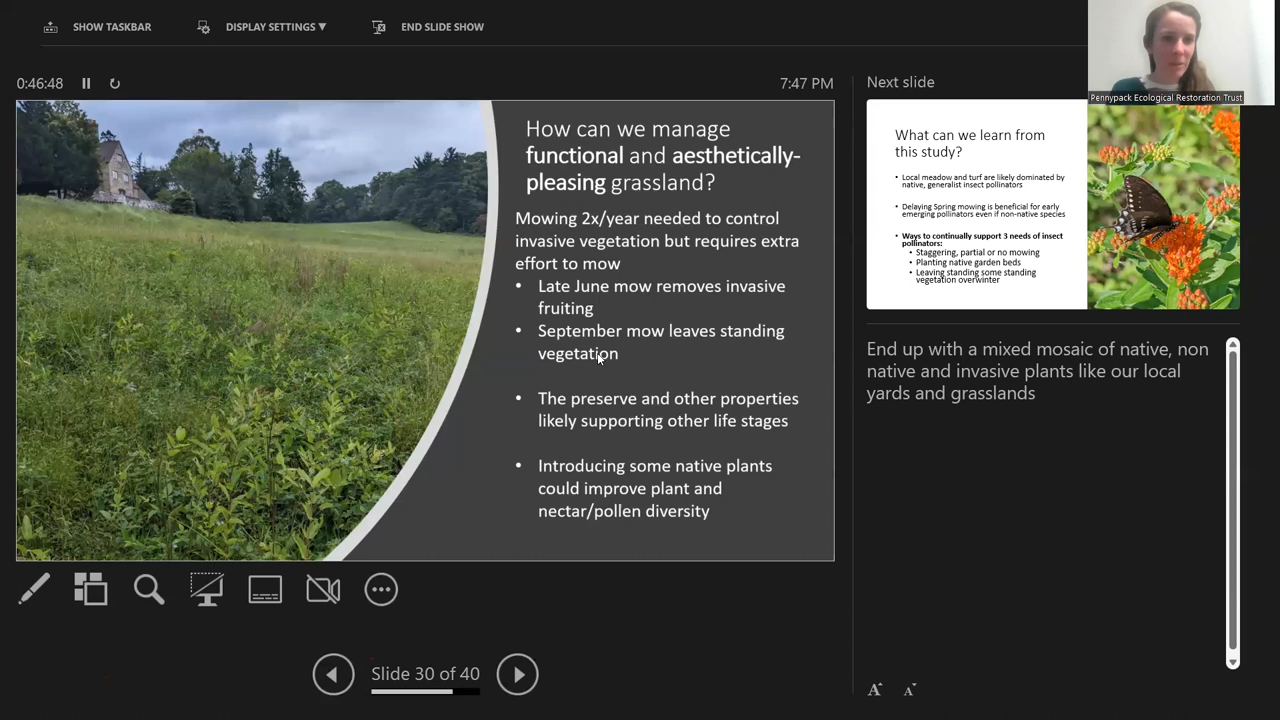 SHOW TASKBAR
DISPLAY SETTINGS ▼
END SLIDE SHOW
Pennypack Ecological Restoration Trust
0:46:48
7:47 PM
How can we manage
functional and aesthetically-
pleasing grassland?
Mowing 2x/year needed to control
invasive vegetation but requires extra
effort to mow
• Late June mow removes invasive
fruiting
• September mow leaves standing
vegetation
• The preserve and other properties
likely supporting other life stages
• Introducing some native plants
could improve plant and
nectar/pollen diversity
Slide 30 of 40
Next slide
What can we learn from
this study?
• Local meadow and turf are likely dominated by
native, generalist insect pollinators
• Delaying Spring mowing is beneficial for early
emerging pollinators even if non-native species
• Ways to continually support 3 needs of insect
pollinators:
• Staggering, partial or no mowing
• Planting native garden beds
• Leaving standing some standing
vegetation overwinter
End up with a mixed mosaic of native, non
native and invasive plants like our local
yards and grasslands
A A